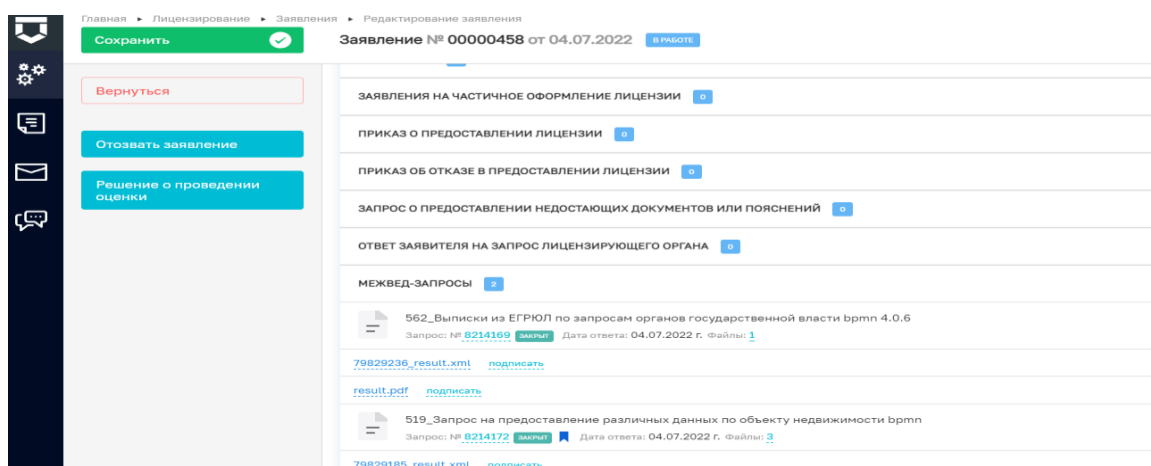 Главная ▸ Лицензирование ▸ Заявления ▸ Редактирование заявления
Сохранить
Заявление № 00000458 от 04.07.2022 В РАБОТЕ
Вернуться
Отозвать заявление
Решение о проведении
оценки
ЗАЯВЛЕНИЯ НА ЧАСТИЧНОЕ ОФОРМЛЕНИЕ ЛИЦЕНЗИИ 0
ПРИКАЗ О ПРЕДОСТАВЛЕНИИ ЛИЦЕНЗИИ 0
ПРИКАЗ ОБ ОТКАЗЕ В ПРЕДОСТАВЛЕНИИ ЛИЦЕНЗИИ 0
ЗАПРОС О ПРЕДОСТАВЛЕНИИ НЕДОСТАЮЩИХ ДОКУМЕНТОВ ИЛИ ПОЯСНЕНИЙ 0
ОТВЕТ ЗАЯВИТЕЛЯ НА ЗАПРОС ЛИЦЕНЗИРУЮЩЕГО ОРГАНА 0
МЕЖВЕД-ЗАПРОСЫ 2
562_Выписки из ЕГРЮЛ по запросам органов государственной власти bpmn 4.0.6
Запрос: № 8214169 ЗАКРЫТ Дата ответа: 04.07.2022 г. Файлы: 1
79829236_result.xml подписать
result.pdf подписать
519_Запрос на предоставление различных данных по объекту недвижимости bpmn
Запрос: № 8214172 ЗАКРЫТ Дата ответа: 04.07.2022 г. Файлы: 3
79829185_result.xml подписать